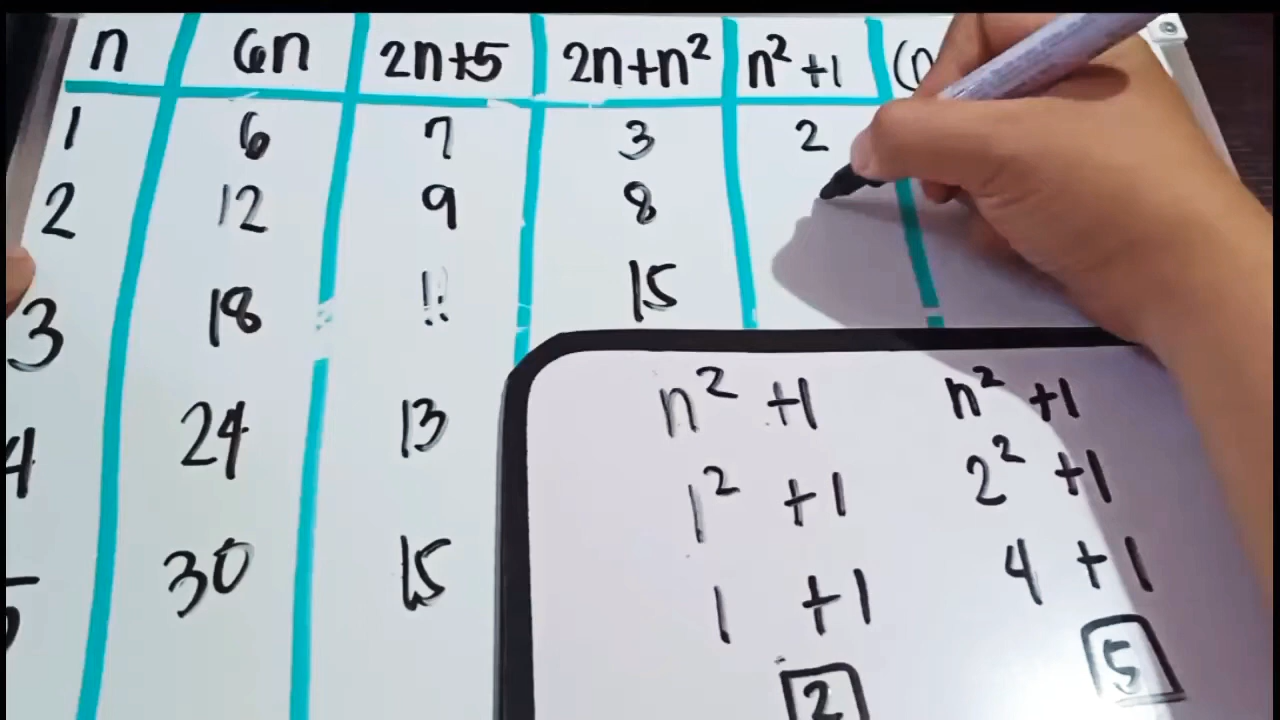 n 6n 2n+5 2n+n² n²+1 (n
1 6 7 3 2
2 12 9 8
3 18 11 15
4 24 13
30 15
n²+1 n²+1
1²+1 2²+1
1+1 4+1
2 5